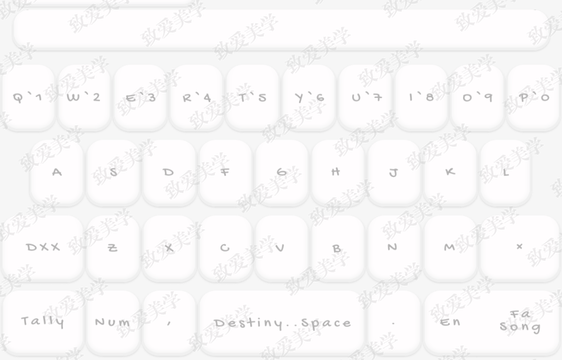 Q`1 W`2 E`3 R`4 T`5 Y`6 U`7 I`8 O`9 P`0
A S D F G H J K L
DXX Z X C V B N M ×
Tally Num , Destiny..Space . En Fa Song
致爱美学